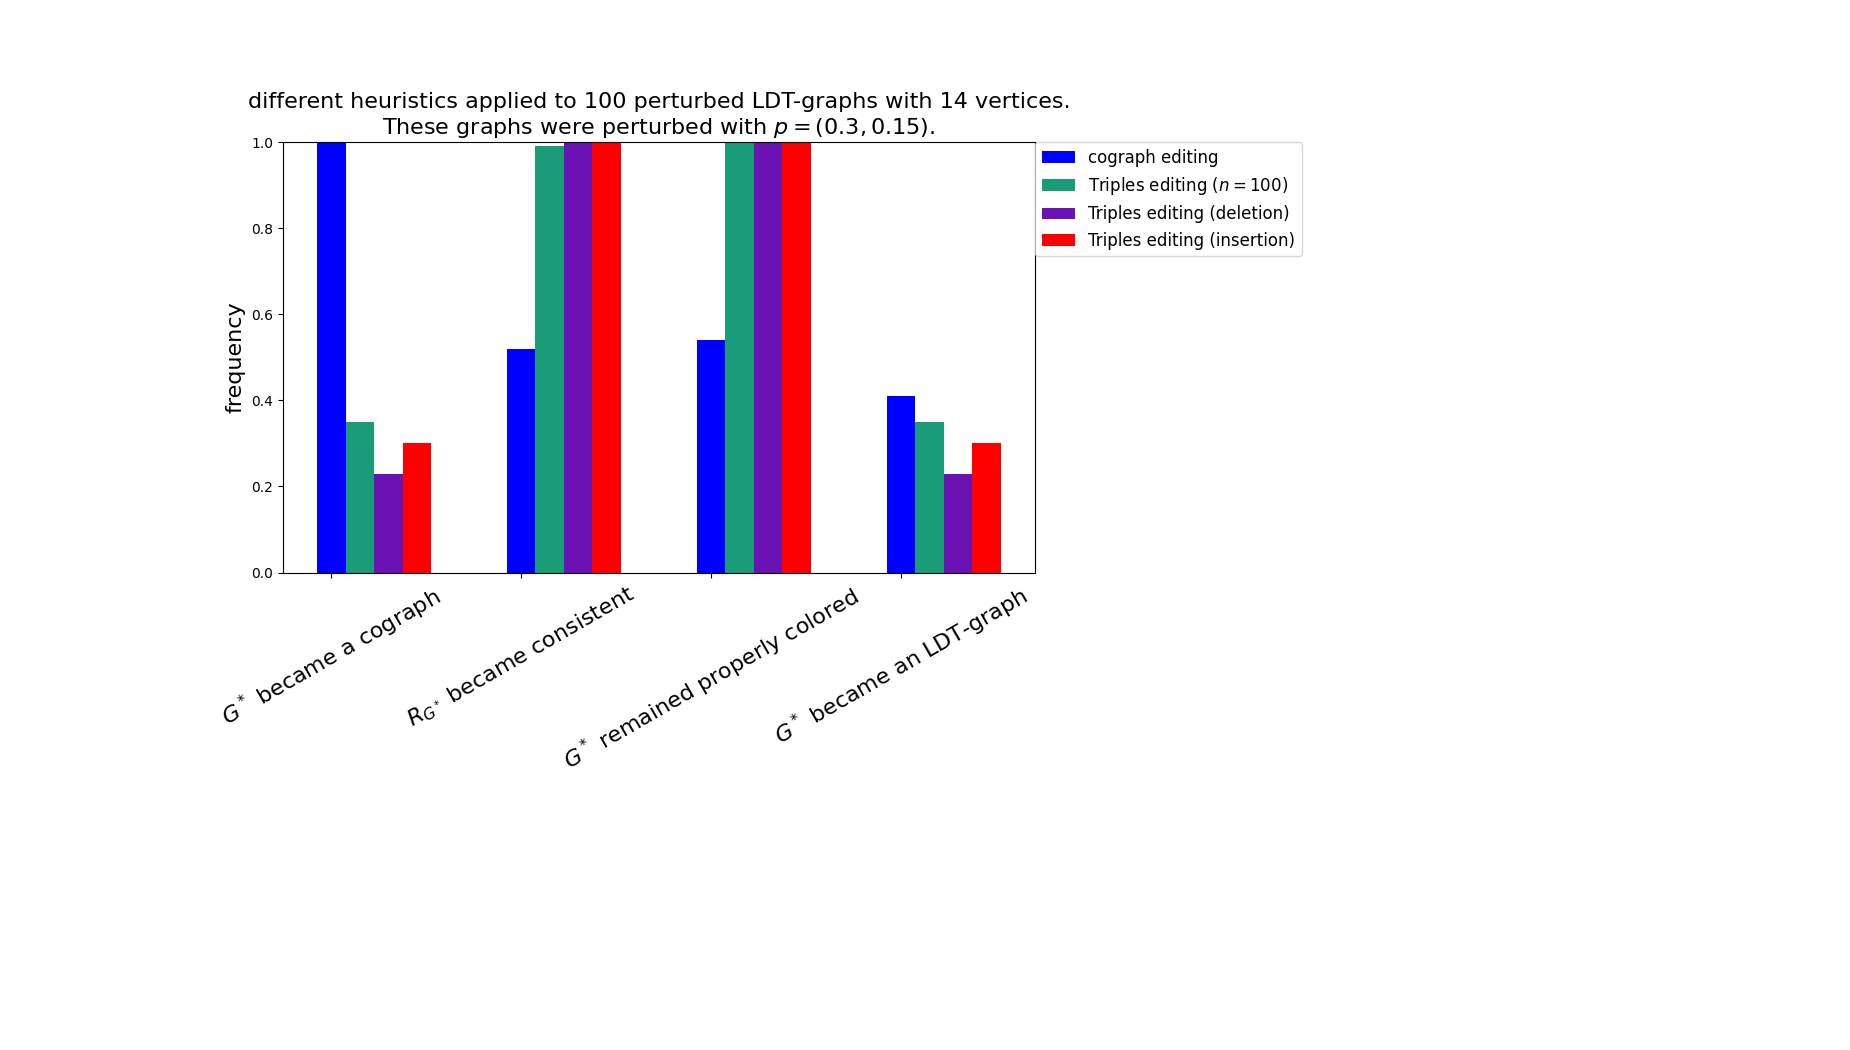 different heuristics applied to 100 perturbed LDT-graphs with 14 vertices.
These graphs were perturbed with p = (0.3, 0.15).
1.0
0.8
0.6
0.4
0.2
0.0
frequency
cograph editing
Triples editing (n = 100)
Triples editing (deletion)
Triples editing (insertion)
G* became a cograph
R_{G*} became consistent
G* remained properly colored
G* became an LDT-graph